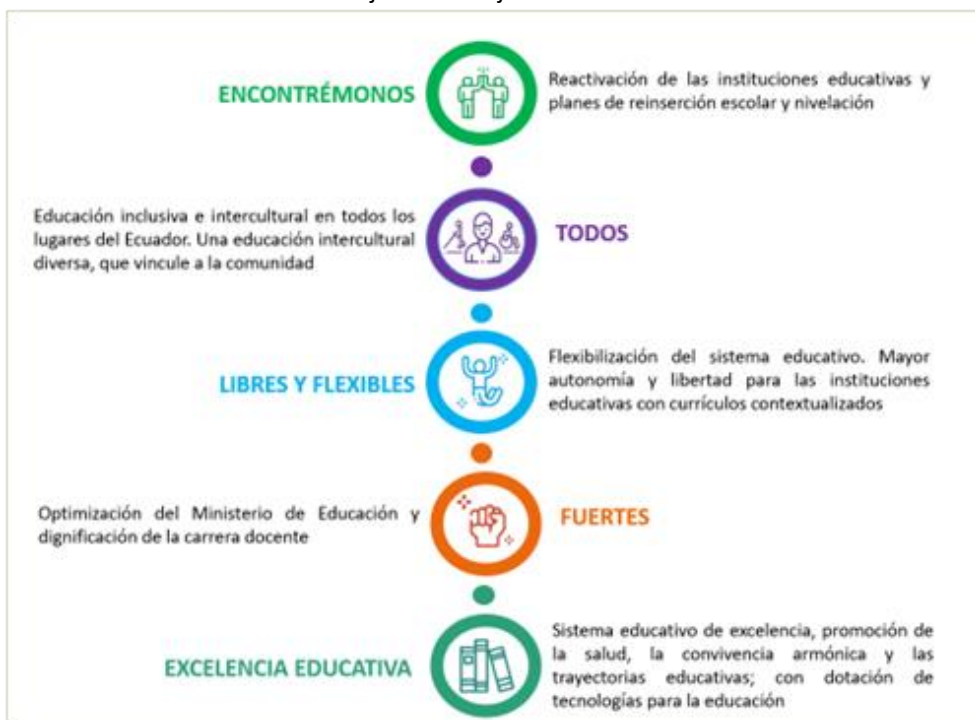 ENCONTRÉMONOS
Reactivación de las instituciones educativas y
planes de reinserción escolar y nivelación
Educación inclusiva e intercultural en todos los
lugares del Ecuador. Una educación intercultural
diversa, que vincule a la comunidad
TODOS
LIBRES Y FLEXIBLES
Flexibilización del sistema educativo. Mayor
autonomía y libertad para las instituciones
educativas con currículos contextualizados
Optimización del Ministerio de Educación y
dignificación de la carrera docente
FUERTES
EXCELENCIA EDUCATIVA
Sistema educativo de excelencia, promoción de
la salud, la convivencia armónica y las
trayectorias educativas; con dotación de
tecnologías para la educación